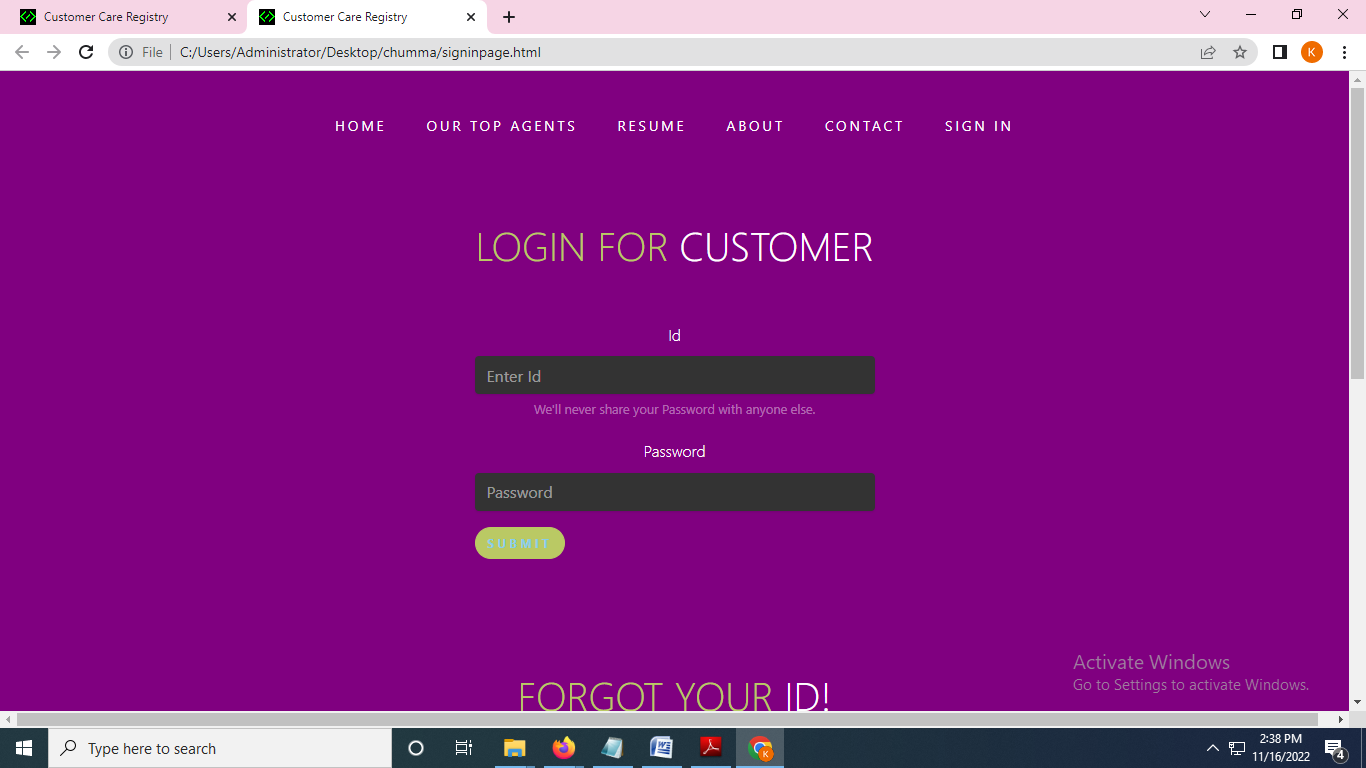 Customer Care Registry
Customer Care Registry
File
C:/Users/Administrator/Desktop/chumma/signinpage.html
K
HOME OUR TOP AGENTS RESUME ABOUT CONTACT SIGN IN
LOGIN FOR CUSTOMER
Id
Enter Id
We'll never share your Password with anyone else.
Password
Password
SUBMIT
Activate Windows
Go to Settings to activate Windows.
FORGOT YOUR ID!
Type here to search
K
2:38 PM
11/16/2022
4